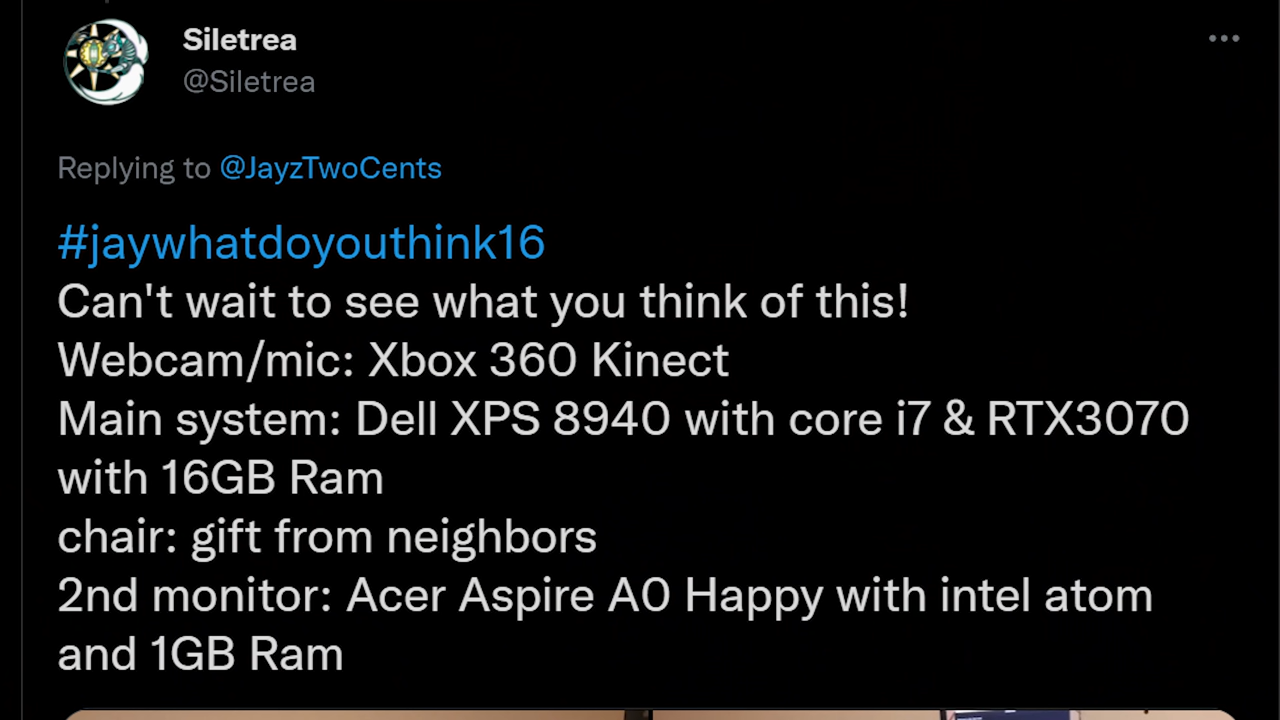 Siletrea
@Siletrea
Replying to @JayzTwoCents
#jaywhatdoyouthink16
Can't wait to see what you think of this!
Webcam/mic: Xbox 360 Kinect
Main system: Dell XPS 8940 with core i7 & RTX3070
with 16GB Ram
chair: gift from neighbors
2nd monitor: Acer Aspire A0 Happy with intel atom
and 1GB Ram